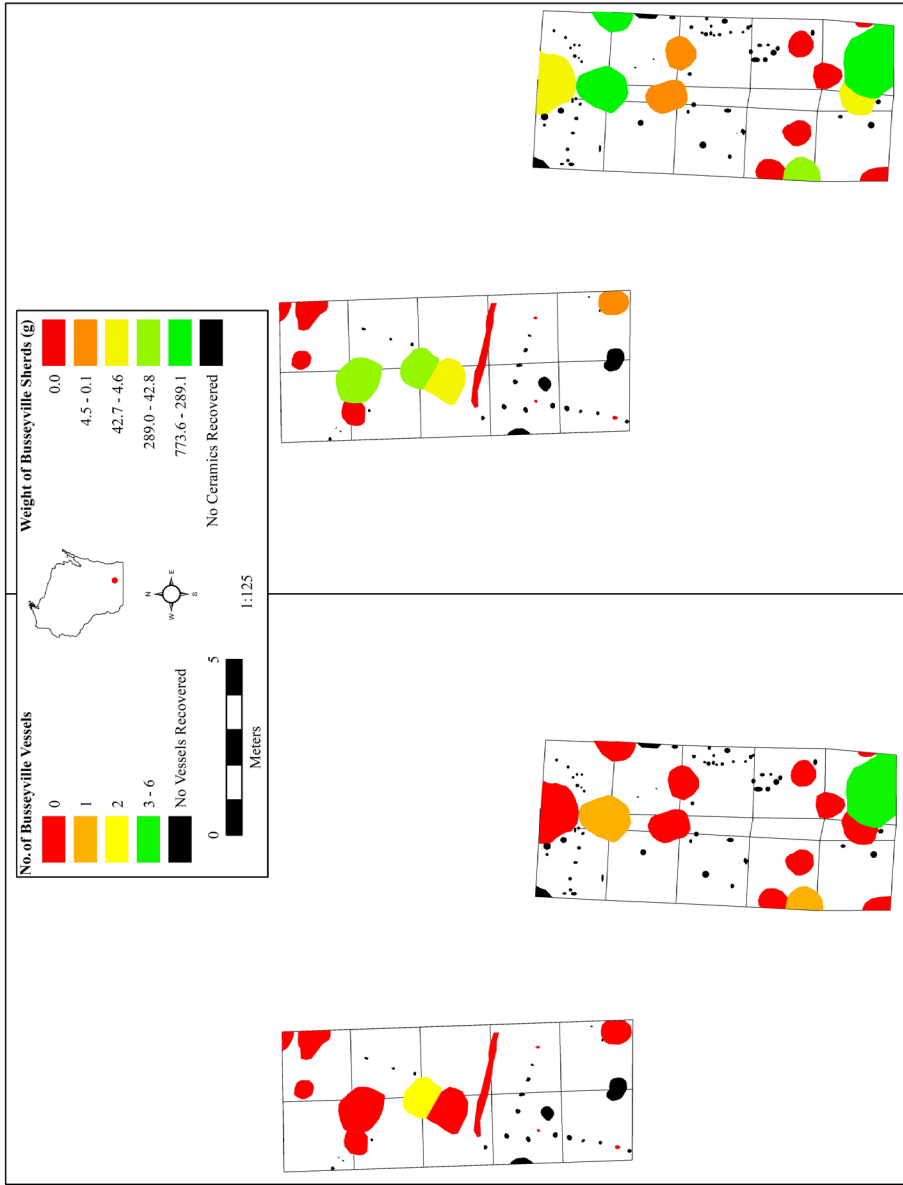 No. of Busseyville Vessels
0
1
2
3 - 6
No Vessels Recovered
0 5
Meters
N
W E
S
1:125
Weight of Busseyville Sherds (g)
0.0
4.5 - 0.1
42.7 - 4.6
289.0 - 42.8
773.6 - 289.1
No Ceramics Recovered